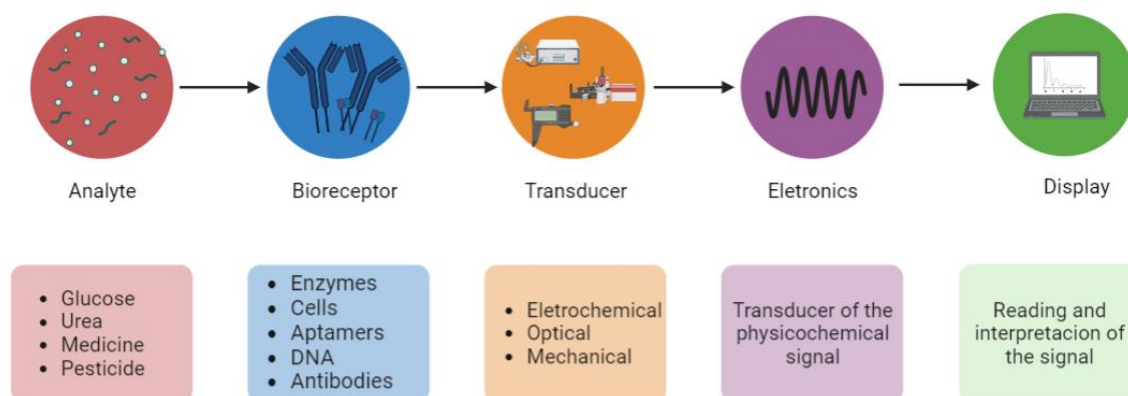 Analyte
Bioreceptor
Transducer
Eletronics
Display
• Glucose
• Urea
• Medicine
• Pesticide
• Enzymes
• Cells
• Aptamers
• DNA
• Antibodies
• Eletrochemical
• Optical
• Mechanical
Transducer of the
physicochemical
signal
Reading and
interpretacion of
the signal